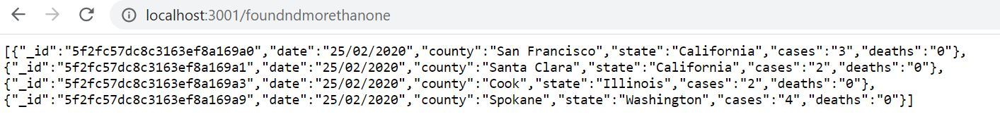 localhost:3001/foundndmorethanone
[{"_id":"5f2fc57dc8c3163ef8a169a0","date":"25/02/2020","county":"San Francisco","state":"California","cases":"3","deaths":"0"},
{"_id":"5f2fc57dc8c3163ef8a169a1","date":"25/02/2020","county":"Santa Clara","state":"California","cases":"2","deaths":"0"},
{"_id":"5f2fc57dc8c3163ef8a169a3","date":"25/02/2020","county":"Cook","state":"Illinois","cases":"2","deaths":"0"},
{"_id":"5f2fc57dc8c3163ef8a169a9","date":"25/02/2020","county":"Spokane","state":"Washington","cases":"4","deaths":"0"}]